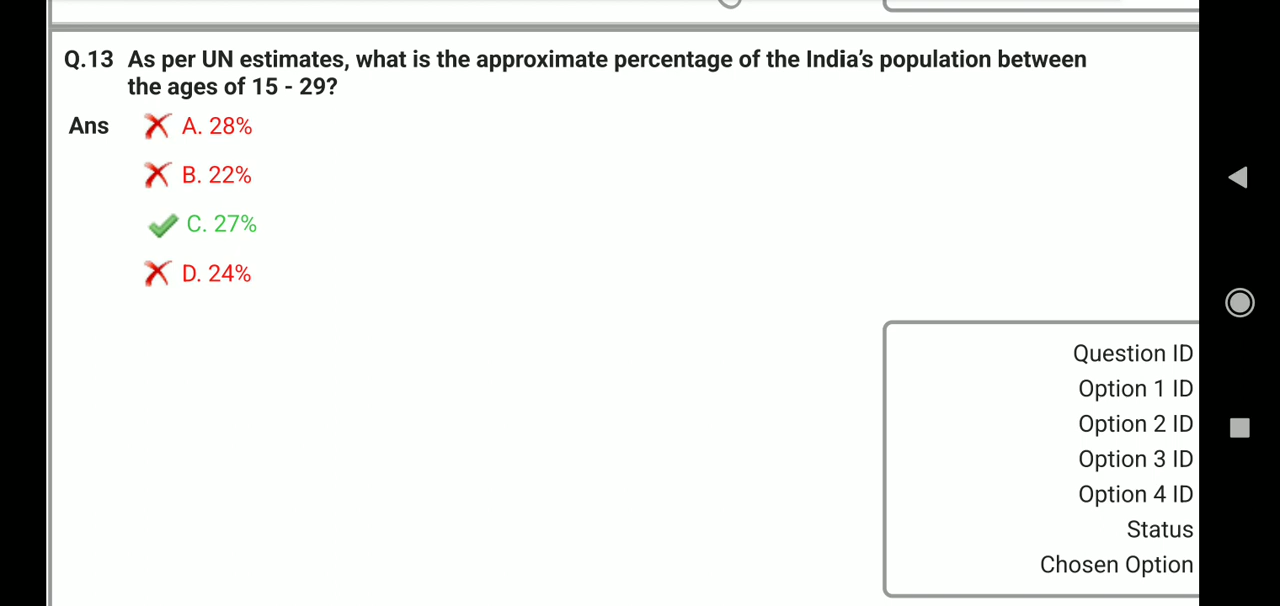 Q.13 As per UN estimates, what is the approximate percentage of the India’s population between
the ages of 15 - 29?
Ans A. 28%
B. 22%
C. 27%
D. 24%
Question ID
Option 1 ID
Option 2 ID
Option 3 ID
Option 4 ID
Status
Chosen Option